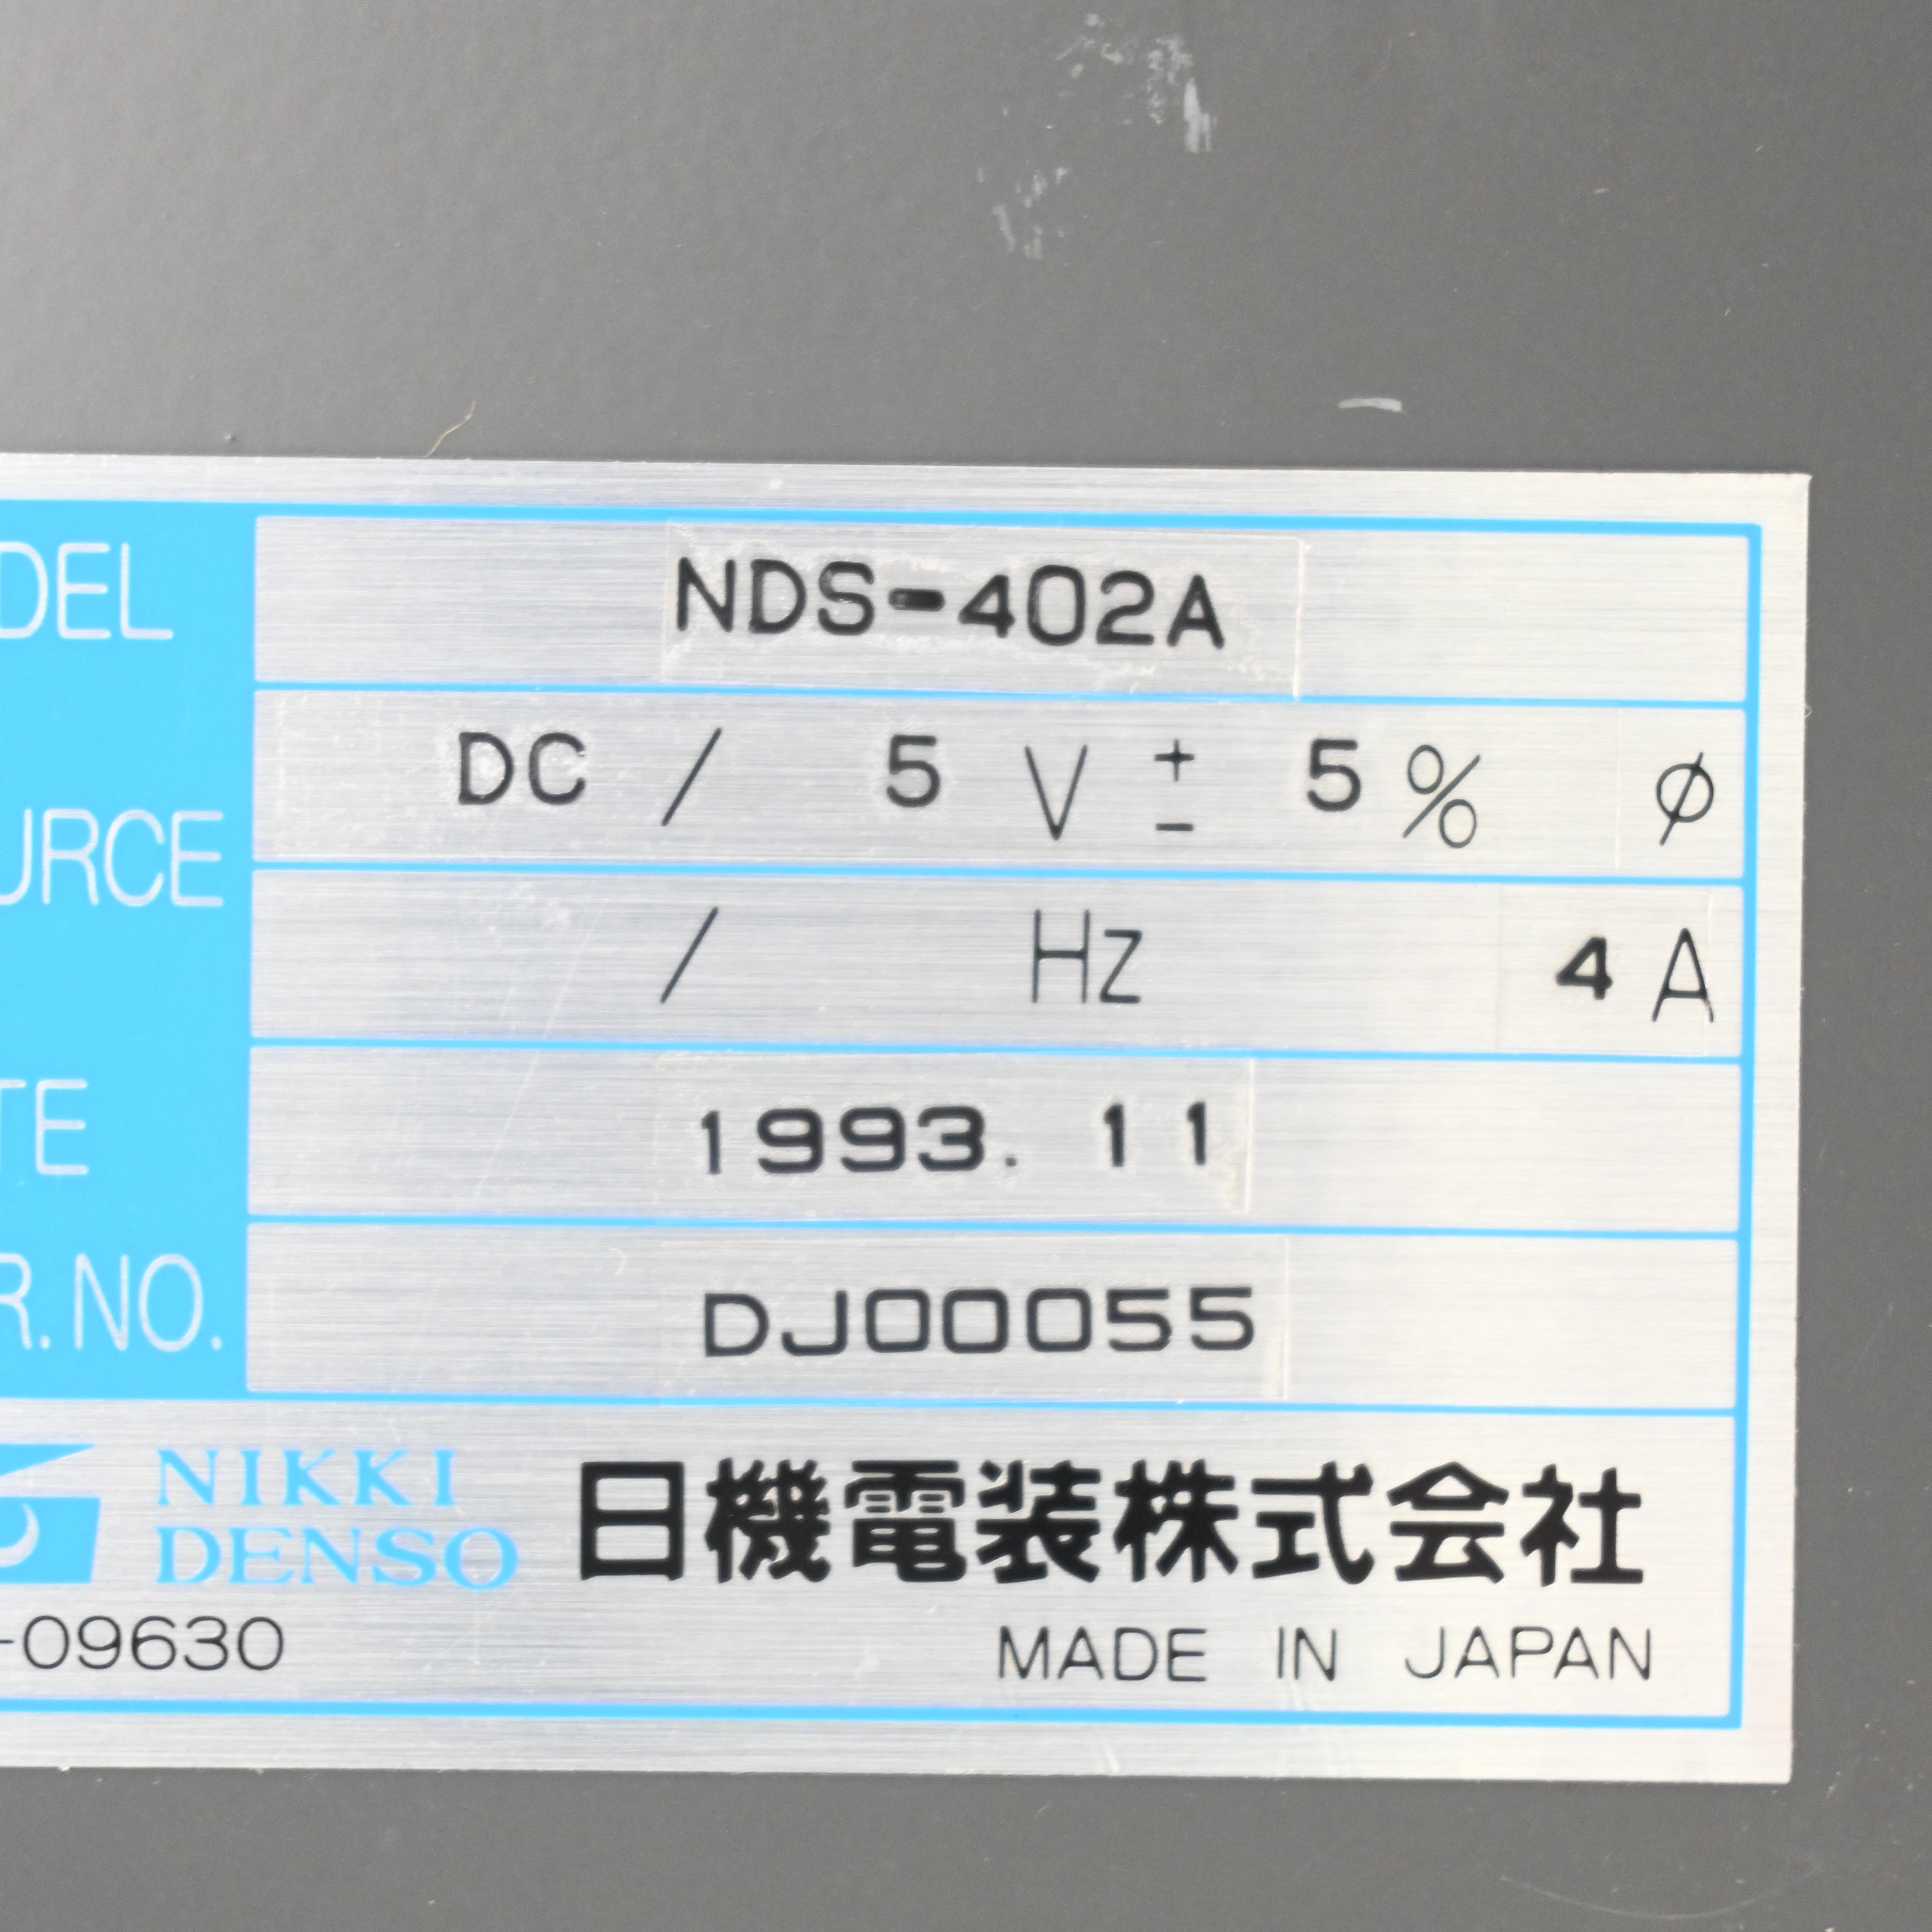 DEL NDS-402A
URCE DC / 5 V ± 5 % φ
/ Hz 4 A
TE 1993. 11
R. NO. DJ00055
NIKKI
DENSO
日機電装株式会社
-09630 MADE IN JAPAN